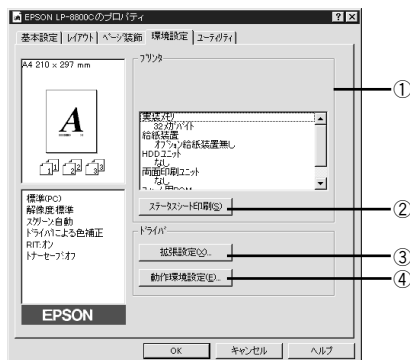 EPSON LP-8800Cのプロパティ
基本設定 レイアウト ページ装飾 環境設定 ユーティリティ
A4 210 x 297 mm
A
1 2 3
標準(PC)
解像度:標準
スクリーン:自動
ドライバによる色補正
RIT:オン
トナーセーブ:オフ
EPSON
プリンタ
実装メモリ
32メガバイト
給紙装置
オプション給紙装置無し
HDDユニット
なし
両面印刷ユニット
なし
ステータスシート印刷(S)
ドライバ
拡張設定(X)...
動作環境設定(E)...
OK キャンセル ヘルプ
①
②
③
④